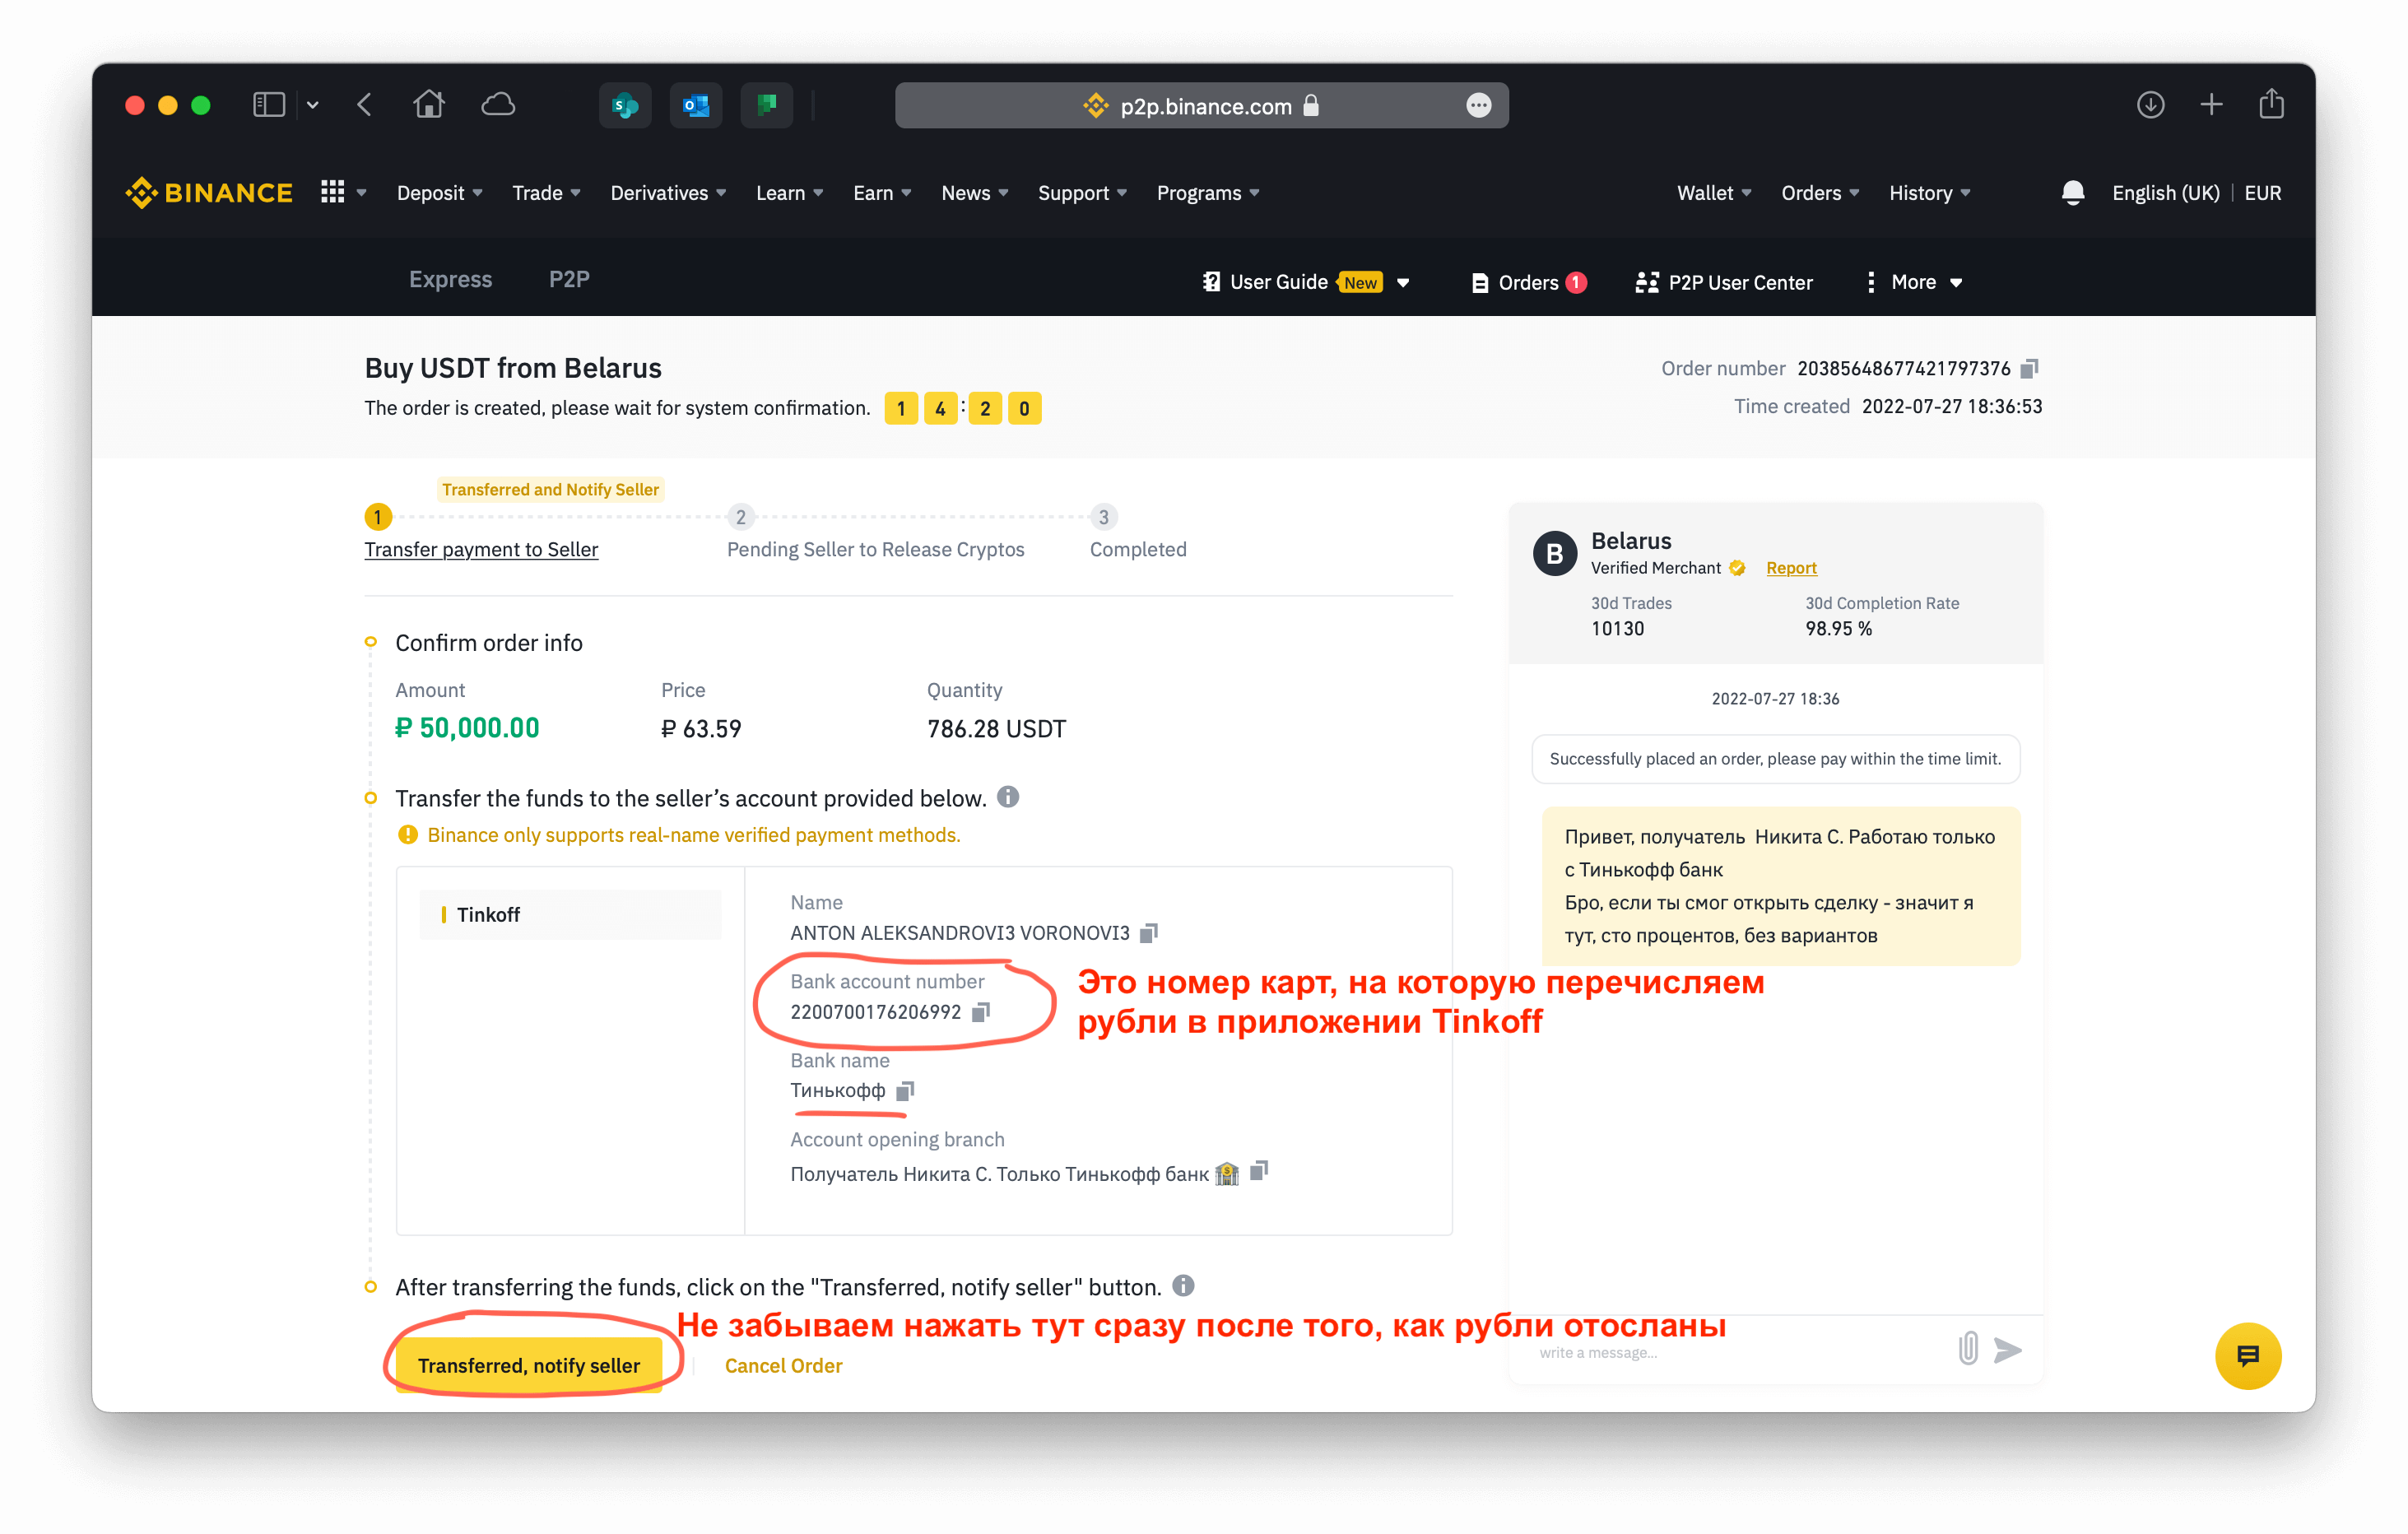 p2p.binance.com
BINANCE Deposit Trade Derivatives Learn Earn News Support Programs Wallet Orders History English (UK) EUR
Express P2P User Guide New Orders 1 P2P User Center More
Buy USDT from Belarus
Order number 20385648677421797376
The order is created, please wait for system confirmation. 1 4 : 2 0
Time created 2022-07-27 18:36:53
Transferred and Notify Seller
1 2 3
Transfer payment to Seller Pending Seller to Release Cryptos Completed
Confirm order info
Amount Price Quantity
₽ 50,000.00 ₽ 63.59 786.28 USDT
Transfer the funds to the seller’s account provided below.
Binance only supports real-name verified payment methods.
Tinkoff
Name
ANTON ALEKSANDROVI3 VORONOVI3
Bank account number
2200700176206992
Это номер карт, на которую перечисляем
рубли в приложении Tinkoff
Bank name
Тинькофф
Account opening branch
Получатель Никита С. Только Тинькофф банк
After transferring the funds, click on the "Transferred, notify seller" button.
Не забываем нажать тут сразу после того, как рубли отосланы
Transferred, notify seller Cancel Order
B Belarus
Verified Merchant Report
30d Trades 30d Completion Rate
10130 98.95 %
2022-07-27 18:36
Successfully placed an order, please pay within the time limit.
Привет, получатель Никита С. Работаю только
с Тинькофф банк
Бро, если ты смог открыть сделку - значит я
тут, сто процентов, без вариантов
write a message...